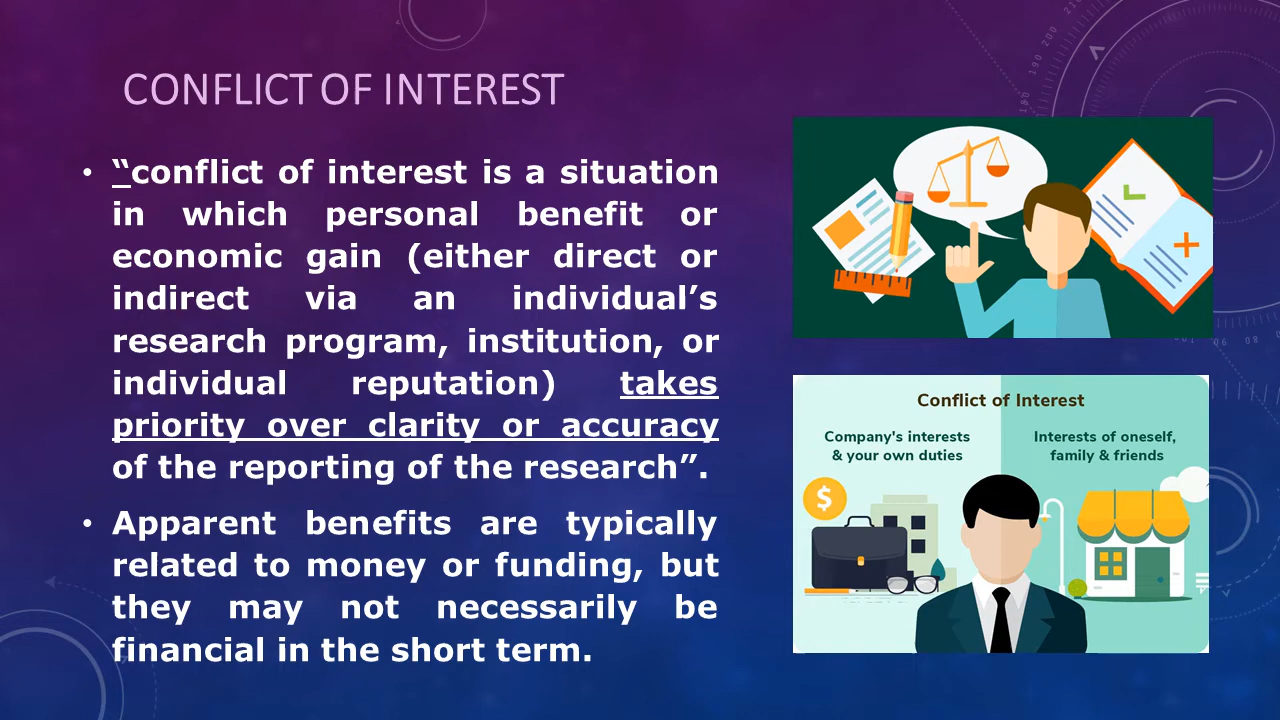 CONFLICT OF INTEREST
• “conflict of interest is a situation
in which personal benefit or
economic gain (either direct or
indirect via an individual’s
research program, institution, or
individual reputation) takes
priority over clarity or accuracy
of the reporting of the research”.
• Apparent benefits are typically
related to money or funding, but
they may not necessarily be
financial in the short term.
Conflict of Interest
Company's interests
& your own duties
Interests of oneself,
family & friends
$